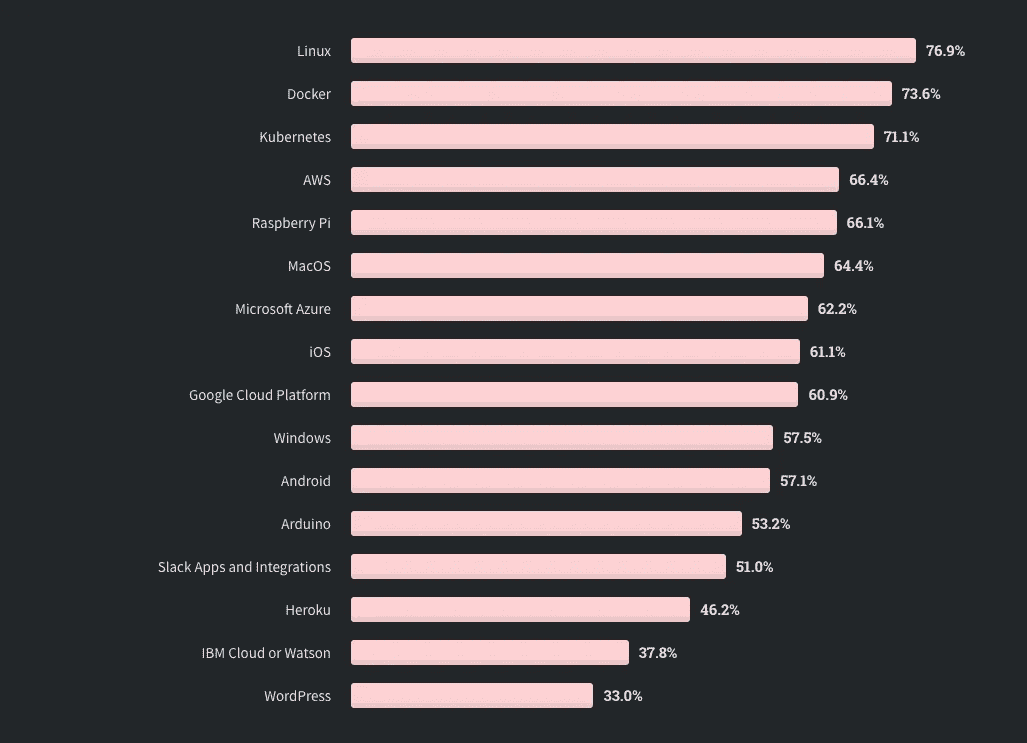 Linux 76.9%
Docker 73.6%
Kubernetes 71.1%
AWS 66.4%
Raspberry Pi 66.1%
MacOS 64.4%
Microsoft Azure 62.2%
iOS 61.1%
Google Cloud Platform 60.9%
Windows 57.5%
Android 57.1%
Arduino 53.2%
Slack Apps and Integrations 51.0%
Heroku 46.2%
IBM Cloud or Watson 37.8%
WordPress 33.0%